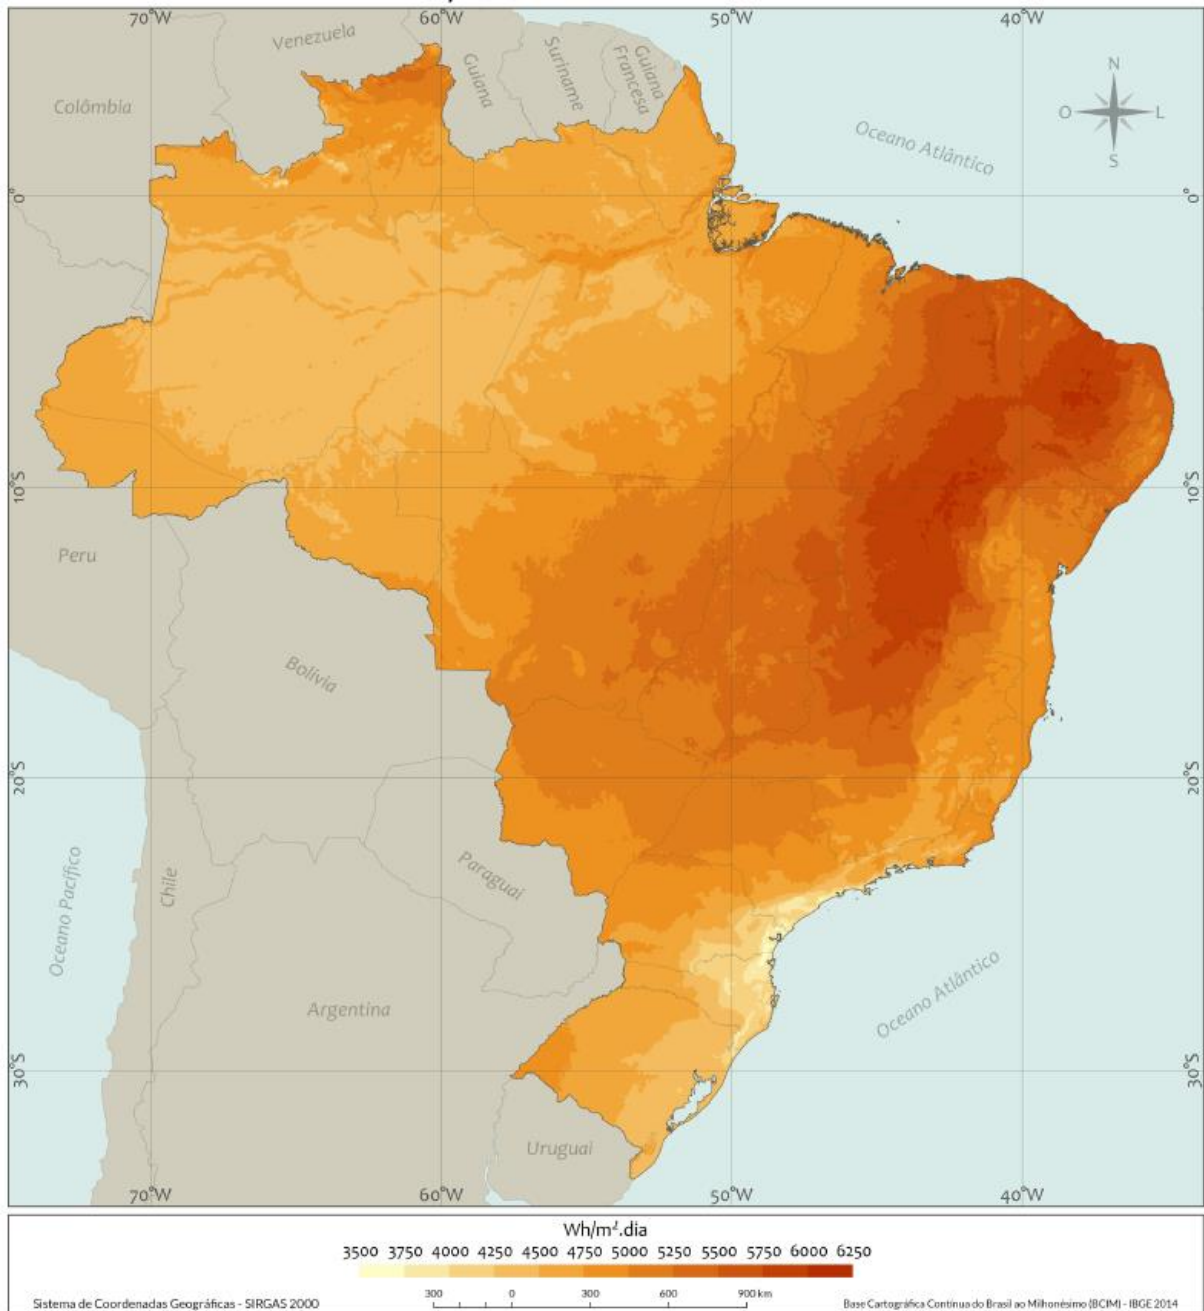 70°W 60°W 50°W 40°W
Venezuela
Guiana
Suriname
Guiana
Francesa
Colômbia
N
O L
S
Oceano Atlântico
0° 0°
10°S 10°S
Peru
Bolívia
20°S 20°S
Paraguai
Chile
Oceano Pacífico
Oceano Atlântico
Argentina
30°S 30°S
Uruguai
70°W 60°W 50°W 40°W
Wh/m².dia
3500 3750 4000 4250 4500 4750 5000 5250 5500 5750 6000 6250
300 0 300 600 900 km
Sistema de Coordenadas Geográficas - SIRGAS 2000
Base Cartográfica Contínua do Brasil ao Milhonésimo (BCIM) - IBGE 2014